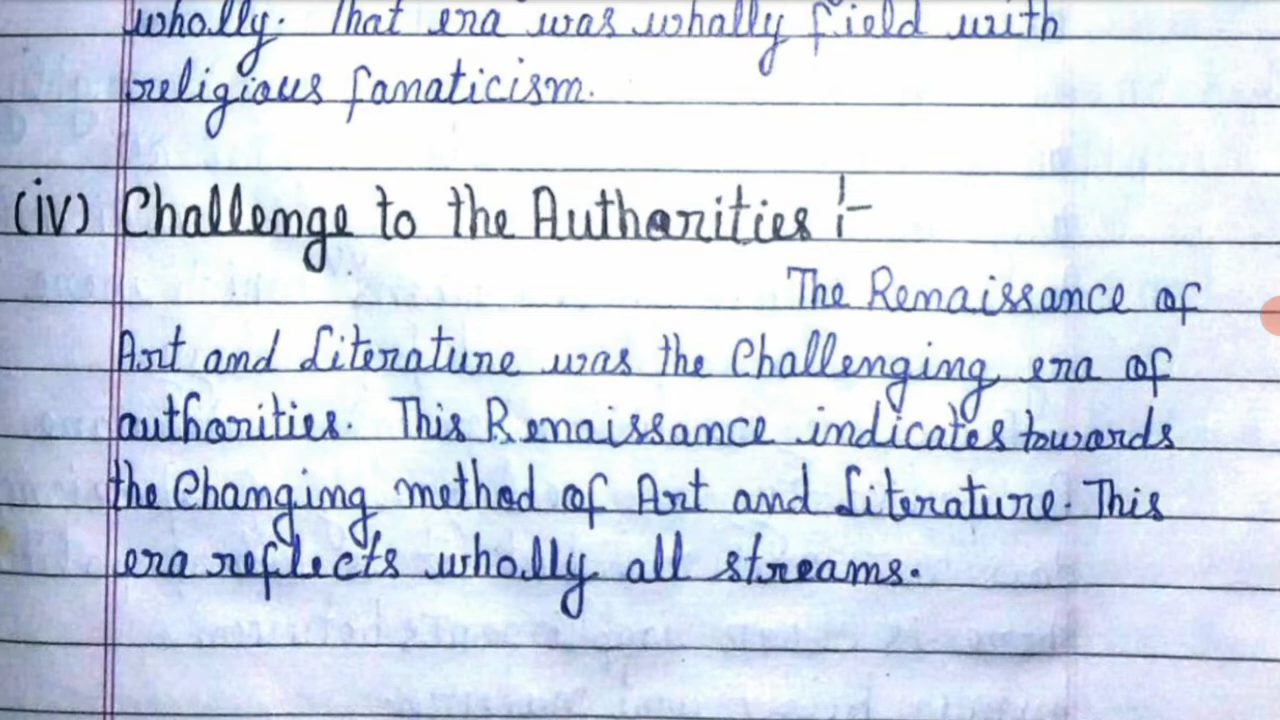 wholly. That era was whally field with
religious fanaticism.
(iv) Challenge to the Authorities :-
The Renaissance of
Art and Literature was the Challenging era of
authorities. This Renaissance indicates towards
the Changing method of Art and Literature. This
era reflects wholly all streams.